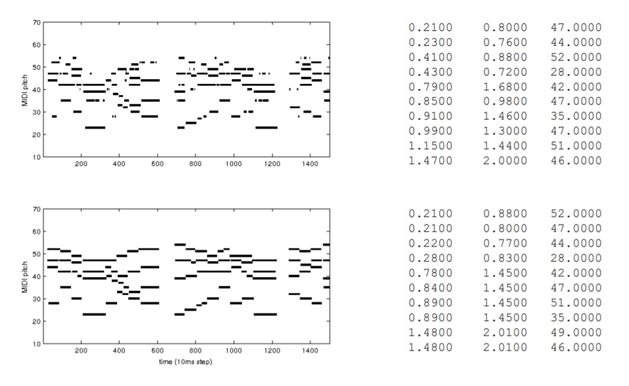 70
60
50
40
30
20
10
MIDI pitch
200 400 600 800 1000 1200 1400
0.2100 0.8000 47.0000
0.2300 0.7600 44.0000
0.4100 0.8800 52.0000
0.4300 0.7200 28.0000
0.7900 1.6800 42.0000
0.8500 0.9800 47.0000
0.9100 1.4600 35.0000
0.9900 1.3000 47.0000
1.1500 1.4400 51.0000
1.4700 2.0000 46.0000
70
60
50
40
30
20
10
MIDI pitch
200 400 600 800 1000 1200 1400
time (10ms step)
0.2100 0.8800 52.0000
0.2100 0.8000 47.0000
0.2200 0.7700 44.0000
0.2800 0.8300 28.0000
0.7800 1.4500 42.0000
0.8400 1.4500 47.0000
0.8900 1.4500 51.0000
0.8900 1.4500 35.0000
1.4800 2.0100 49.0000
1.4800 2.0100 46.0000